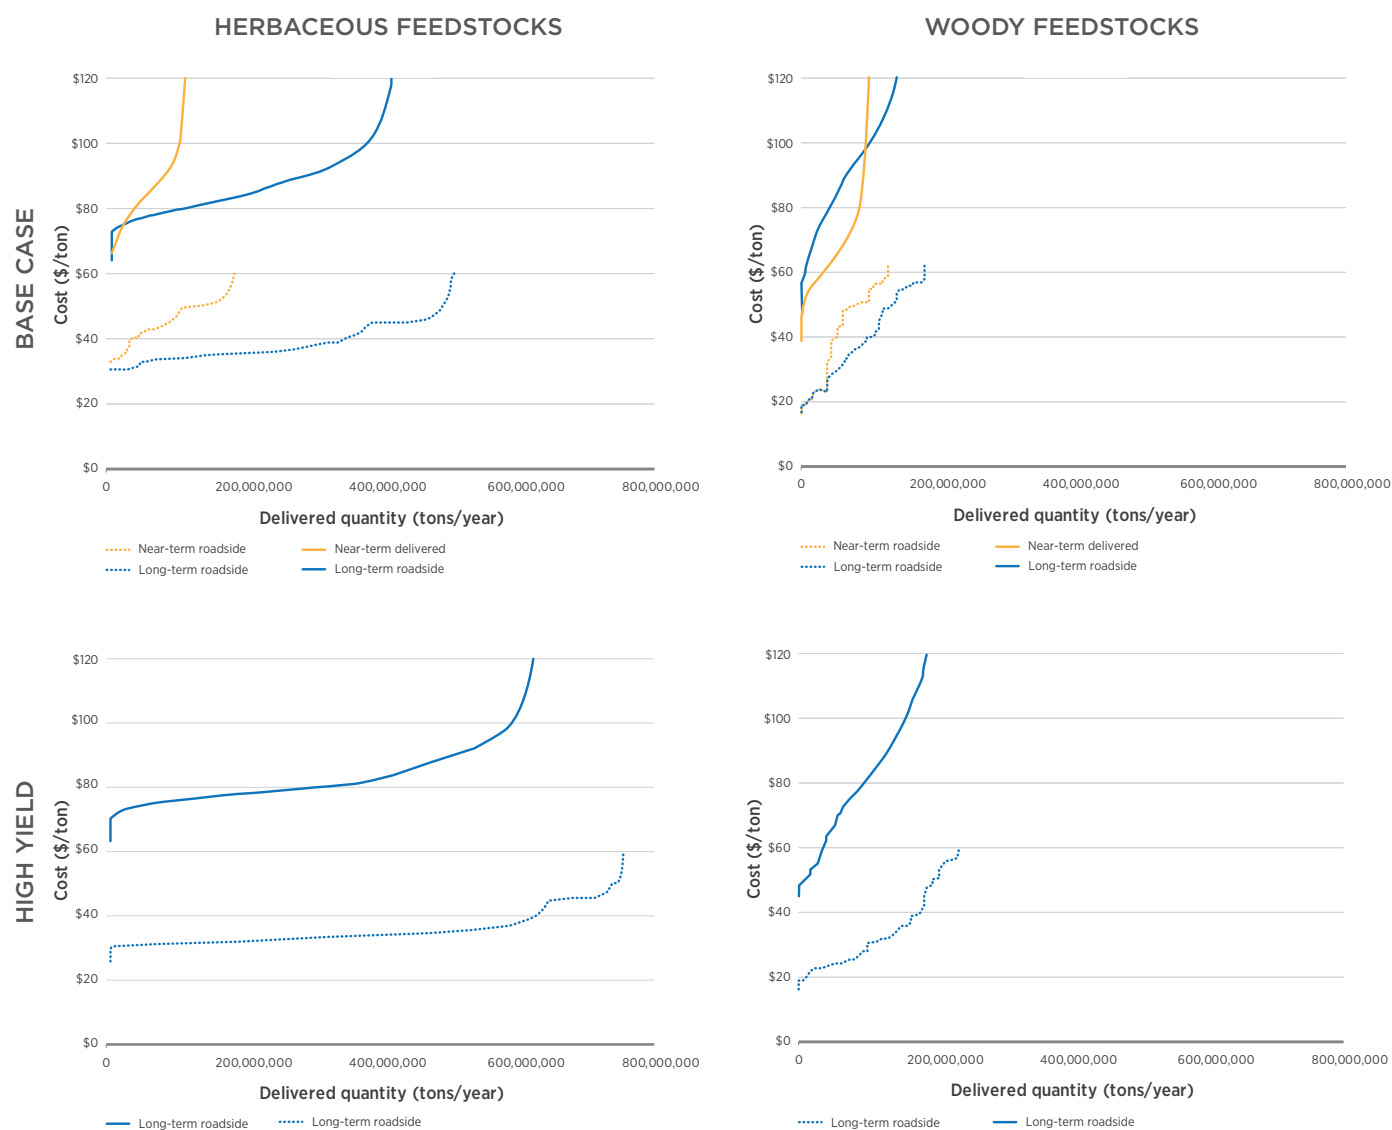 HERBACEOUS FEEDSTOCKS
WOODY FEEDSTOCKS
BASE CASE
Cost ($/ton)
$120
$100
$80
$60
$40
$20
$0
0
200,000,000
400,000,000
600,000,000
800,000,000
Delivered quantity (tons/year)
Near-term roadside
Near-term delivered
Long-term roadside
Long-term roadside
Cost ($/ton)
$120
$100
$80
$60
$40
$20
$0
0
200,000,000
400,000,000
600,000,000
800,000,000
Delivered quantity (tons/year)
Near-term roadside
Near-term delivered
Long-term roadside
Long-term roadside
HIGH YIELD
Cost ($/ton)
$120
$100
$80
$60
$40
$20
$0
0
200,000,000
400,000,000
600,000,000
800,000,000
Delivered quantity (tons/year)
Long-term roadside
Long-term roadside
Cost ($/ton)
$120
$100
$80
$60
$40
$20
$0
0
200,000,000
400,000,000
600,000,000
800,000,000
Delivered quantity (tons/year)
Long-term roadside
Long-term roadside